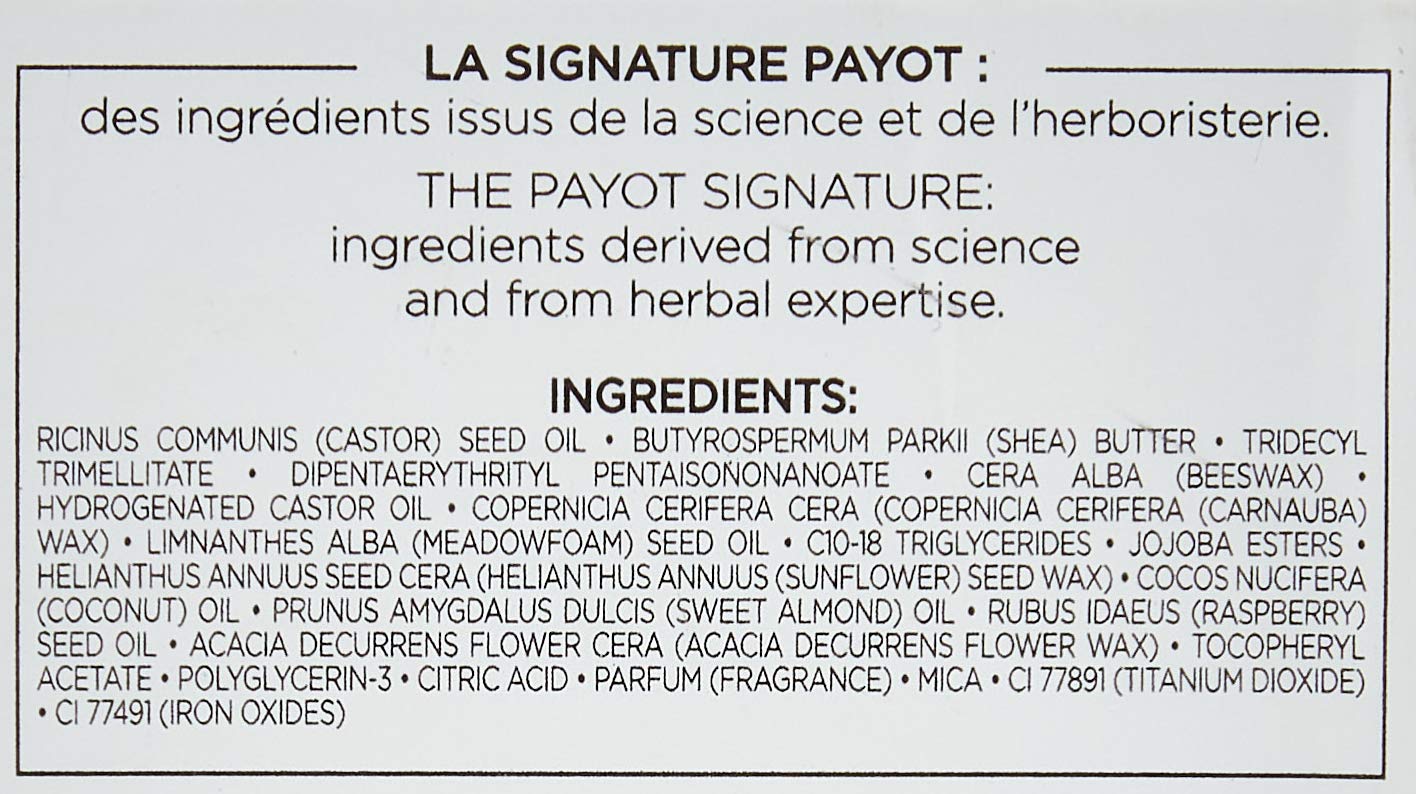 LA SIGNATURE PAYOT :
des ingrédients issus de la science et de l'herboristerie.
THE PAYOT SIGNATURE:
ingredients derived from science
and from herbal expertise.
INGREDIENTS:
RICINUS COMMUNIS (CASTOR) SEED OIL • BUTYROSPERMUM PARKII (SHEA) BUTTER • TRIDECYL
TRIMELLITATE • DIPENTAERYTHRITYL PENTAISONONANOATE • CERA ALBA (BEESWAX) •
HYDROGENATED CASTOR OIL • COPERNICIA CERIFERA CERA (COPERNICIA CERIFERA (CARNAUBA)
WAX) • LIMNANTHES ALBA (MEADOWFOAM) SEED OIL • C10-18 TRIGLYCERIDES • JOJOBA ESTERS •
HELIANTHUS ANNUUS SEED CERA (HELIANTHUS ANNUUS (SUNFLOWER) SEED WAX) • COCOS NUCIFERA
(COCONUT) OIL • PRUNUS AMYGDALUS DULCIS (SWEET ALMOND) OIL • RUBUS IDAEUS (RASPBERRY)
SEED OIL • ACACIA DECURRENS FLOWER CERA (ACACIA DECURRENS FLOWER WAX) • TOCOPHERYL
ACETATE • POLYGLYCERIN-3 • CITRIC ACID • PARFUM (FRAGRANCE) • MICA • CI 77891 (TITANIUM DIOXIDE)
• CI 77491 (IRON OXIDES)